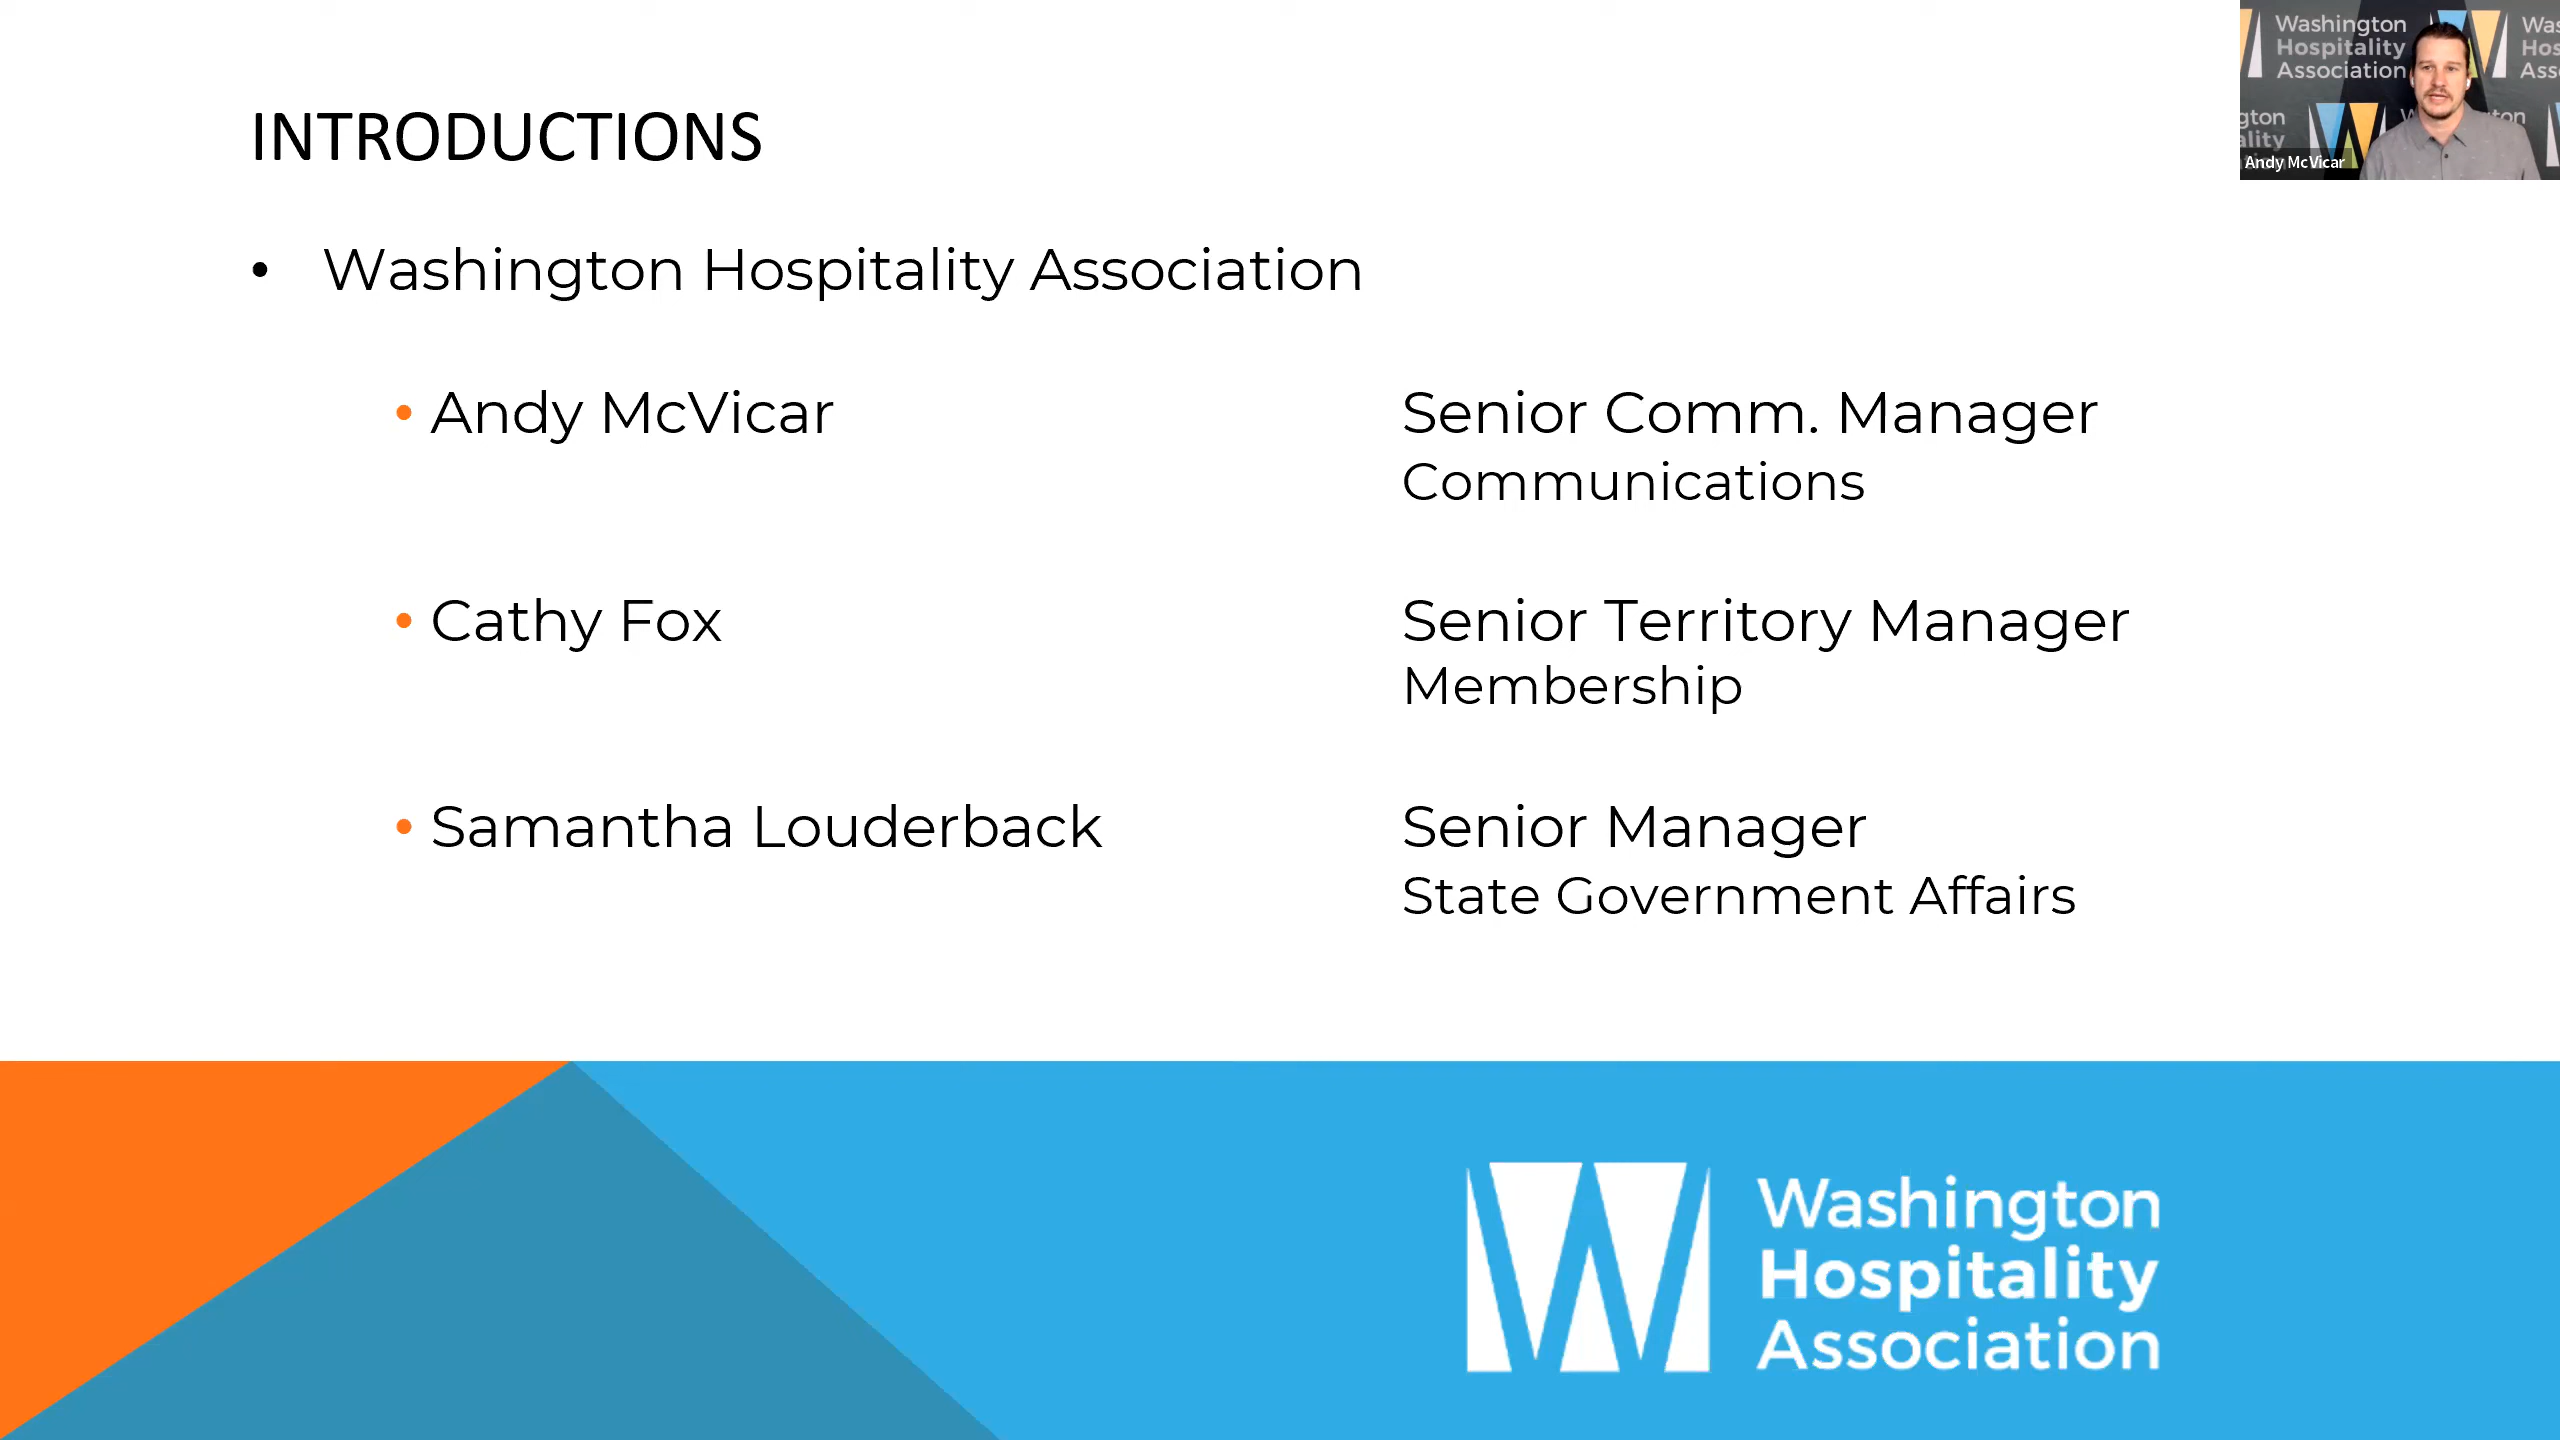 INTRODUCTIONS
• Washington Hospitality Association
• Andy McVicar Senior Comm. Manager
Communications
• Cathy Fox Senior Territory Manager
Membership
• Samantha Louderback Senior Manager
State Government Affairs
Washington
Hospitality
Association
Washington
Hospitality
Association
Andy McVicar